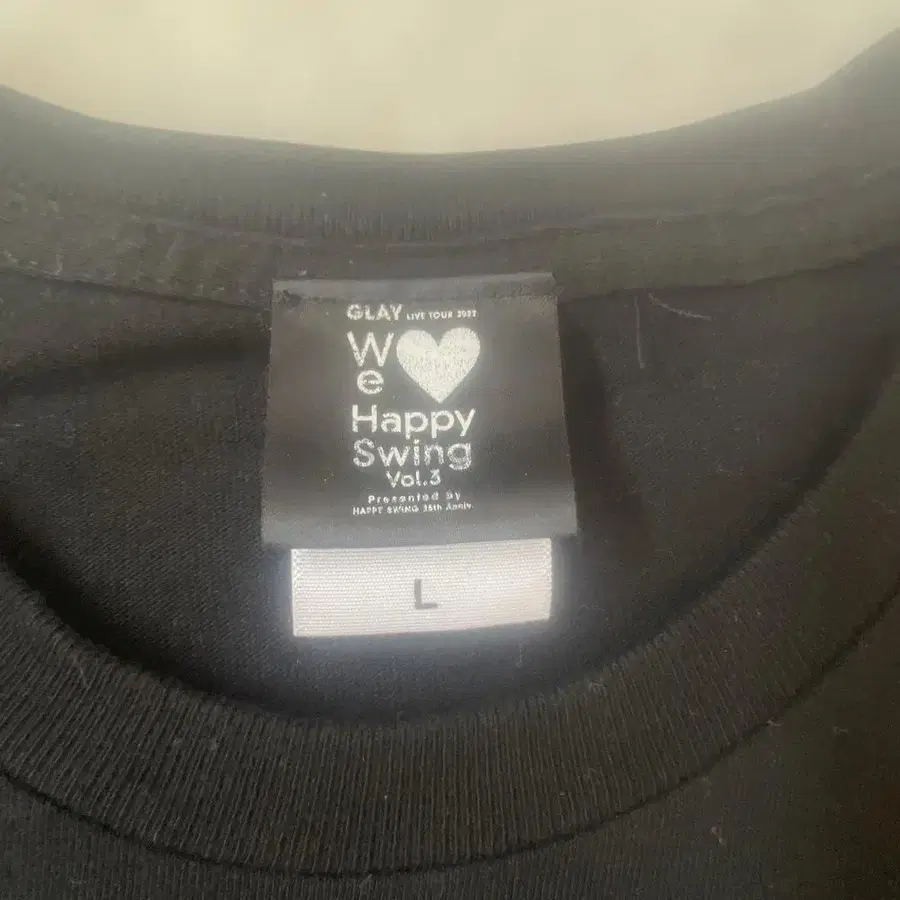 GLAY LIVE TOUR 2022
We
Happy
Swing
Vol.3
Presented by
HAPPY SWING 25th Anniv.
L